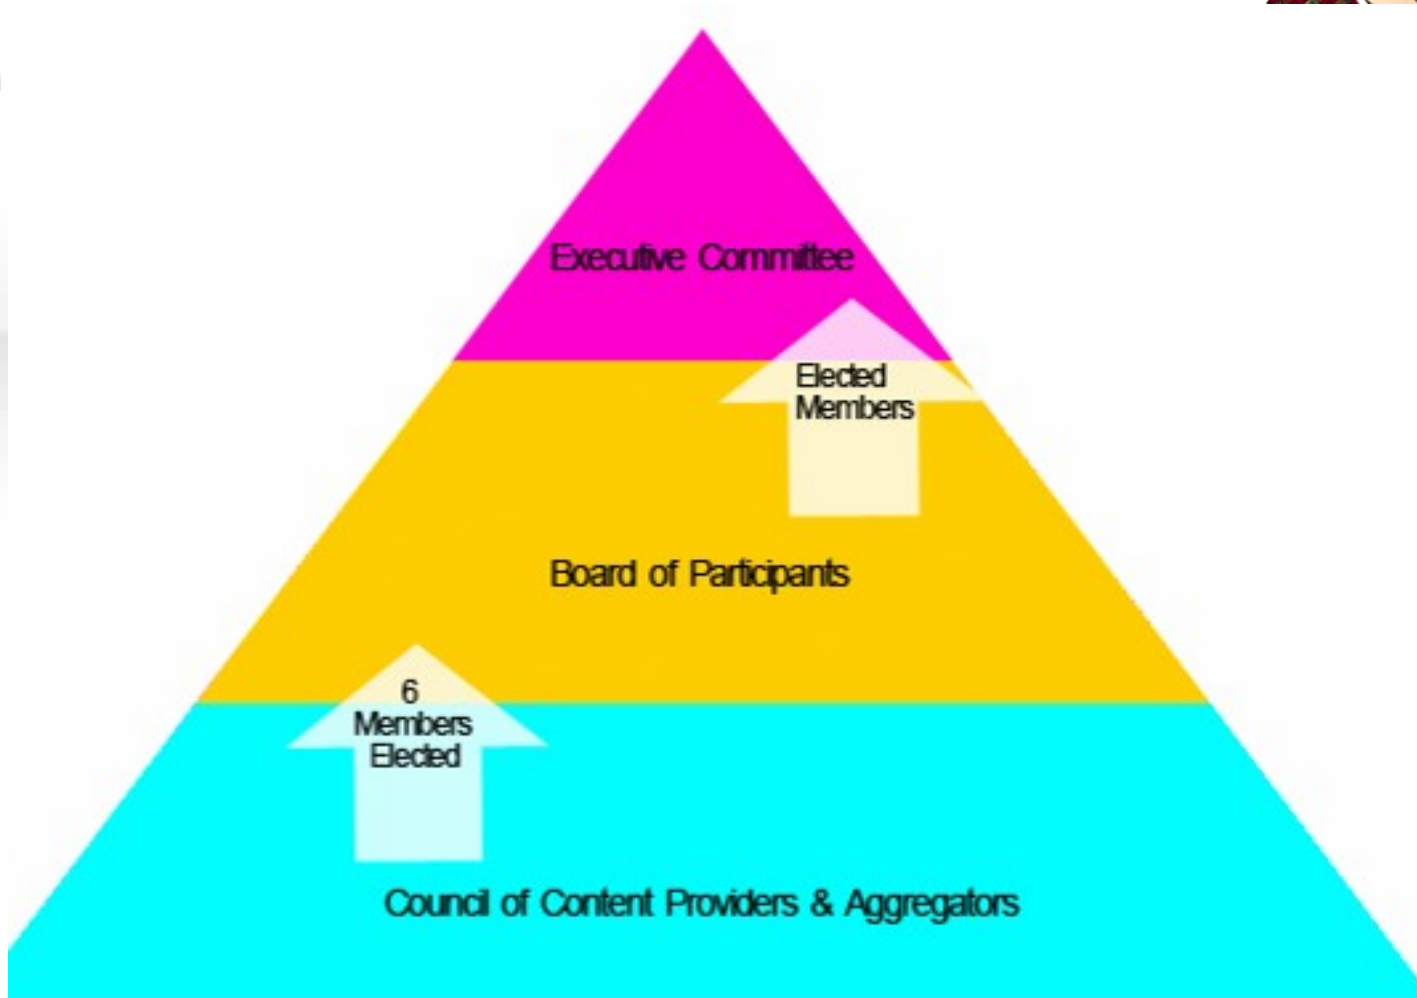 Executive Committee
Elected
Members
Board of Participants
6
Members
Elected
Council of Content Providers & Aggregators